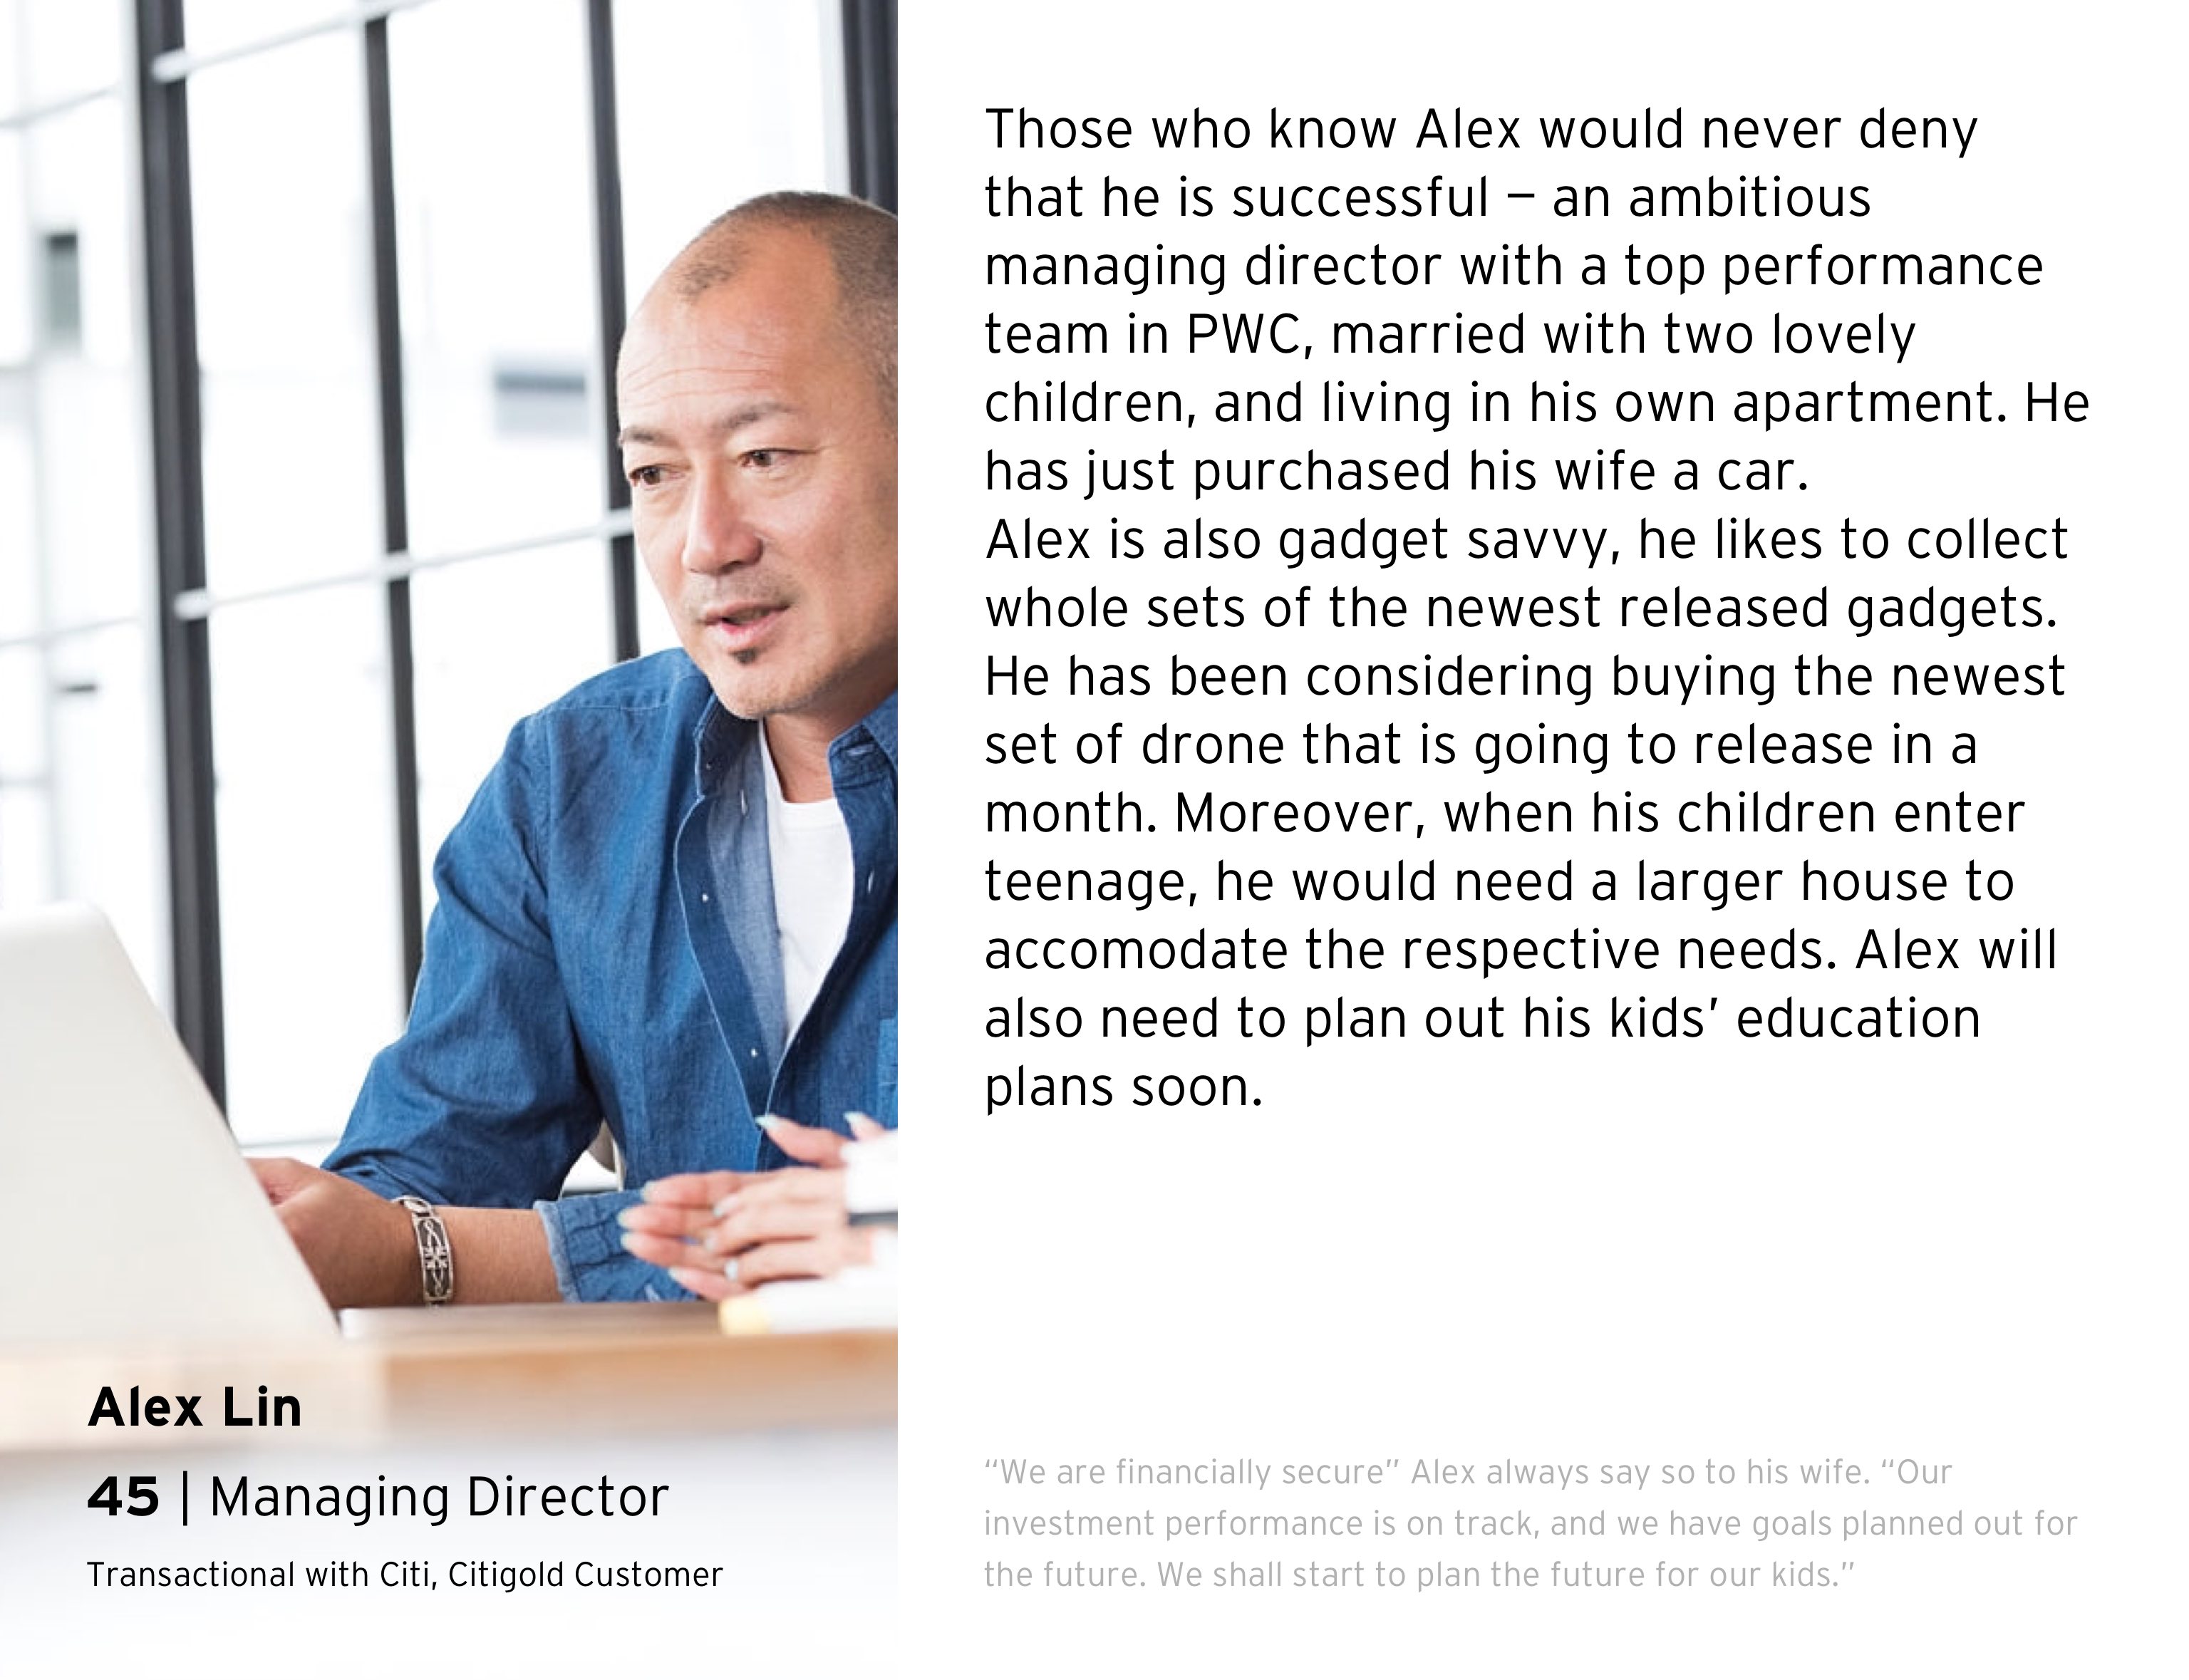 Those who know Alex would never deny
that he is successful – an ambitious
managing director with a top performance
team in PWC, married with two lovely
children, and living in his own apartment. He
has just purchased his wife a car.
Alex is also gadget savvy, he likes to collect
whole sets of the newest released gadgets.
He has been considering buying the newest
set of drone that is going to release in a
month. Moreover, when his children enter
teenage, he would need a larger house to
accomodate the respective needs. Alex will
also need to plan out his kids’ education
plans soon.
Alex Lin
45 | Managing Director
Transactional with Citi, Citigold Customer
“We are financially secure” Alex always say so to his wife. “Our
investment performance is on track, and we have goals planned out for
the future. We shall start to plan the future for our kids.”